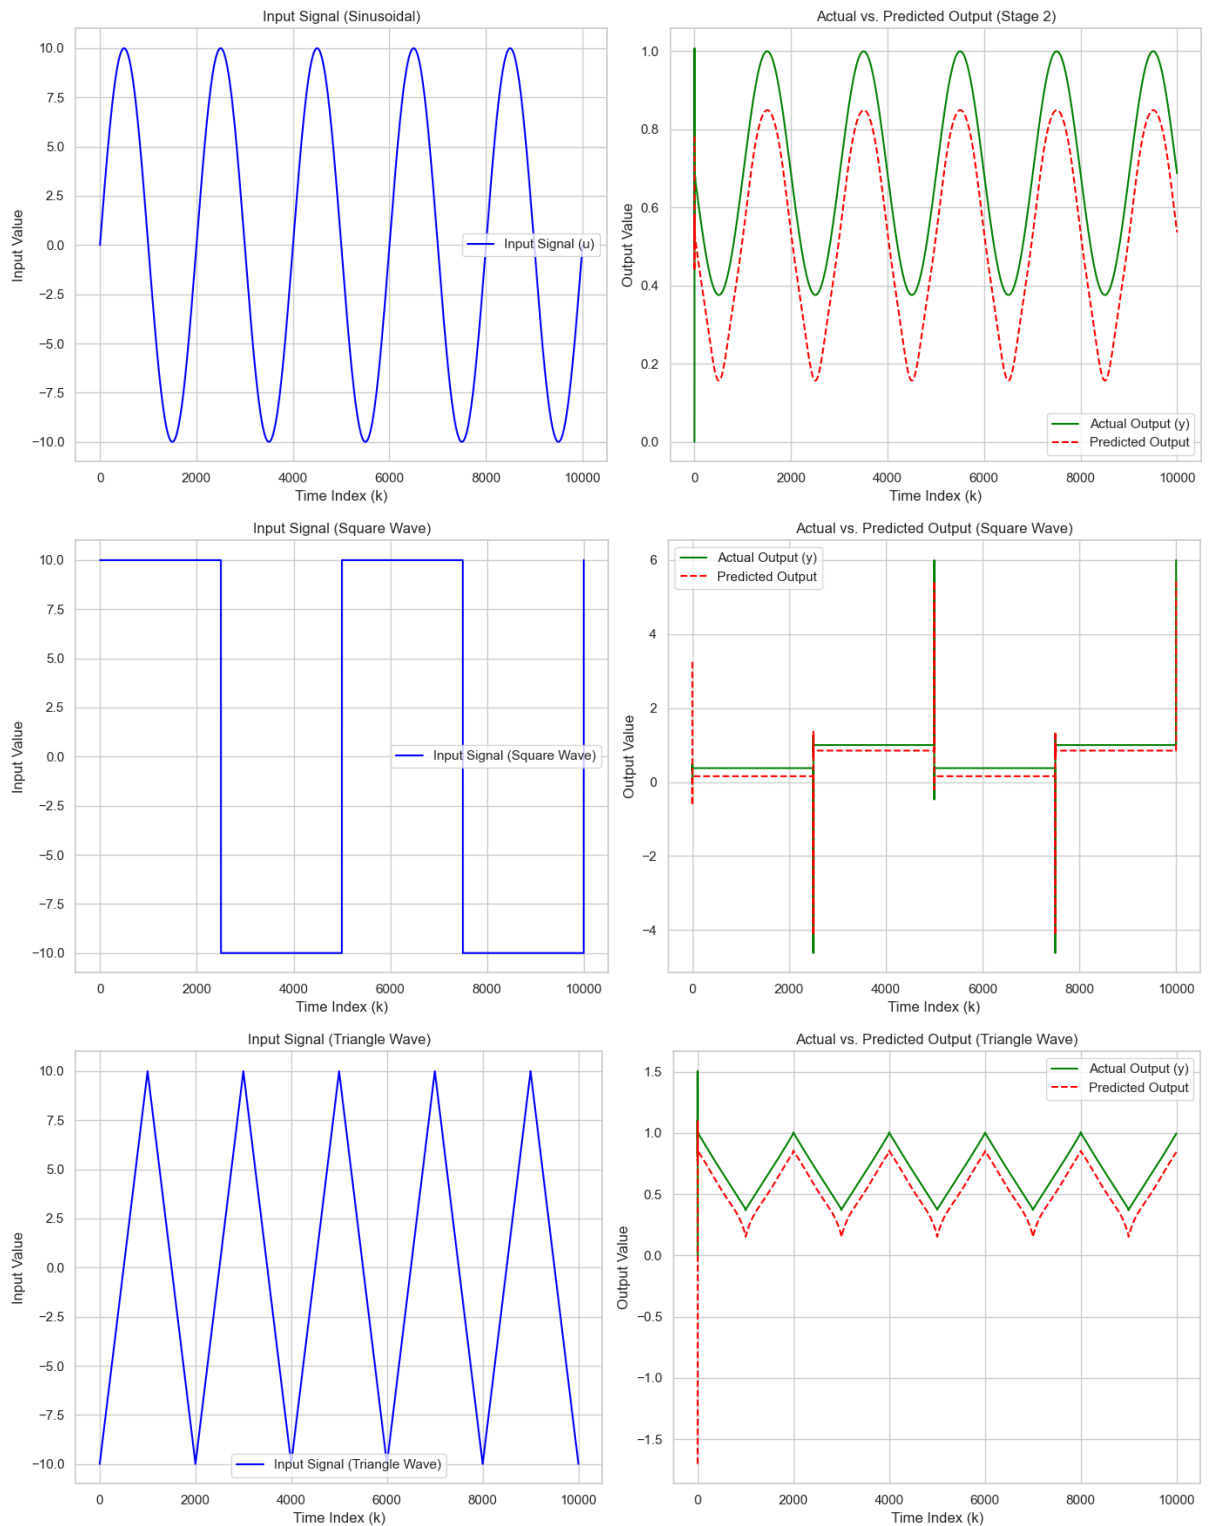 Input Signal (Sinusoidal)
10.0
7.5
5.0
2.5
0.0
−2.5
−5.0
−7.5
−10.0
Input Value
Input Signal (u)
0 2000 4000 6000 8000 10000
Time Index (k)
Actual vs. Predicted Output (Stage 2)
1.0
0.8
0.6
0.4
0.2
0.0
Output Value
Actual Output (y)
Predicted Output
0 2000 4000 6000 8000 10000
Time Index (k)
Input Signal (Square Wave)
10.0
7.5
5.0
2.5
0.0
−2.5
−5.0
−7.5
−10.0
Input Value
Input Signal (Square Wave)
0 2000 4000 6000 8000 10000
Time Index (k)
Actual vs. Predicted Output (Square Wave)
Actual Output (y)
Predicted Output
6
4
2
0
−2
−4
Output Value
0 2000 4000 6000 8000 10000
Time Index (k)
Input Signal (Triangle Wave)
10.0
7.5
5.0
2.5
0.0
−2.5
−5.0
−7.5
−10.0
Input Value
Input Signal (Triangle Wave)
0 2000 4000 6000 8000 10000
Time Index (k)
Actual vs. Predicted Output (Triangle Wave)
Actual Output (y)
Predicted Output
1.5
1.0
0.5
0.0
−0.5
−1.0
−1.5
Output Value
0 2000 4000 6000 8000 10000
Time Index (k)